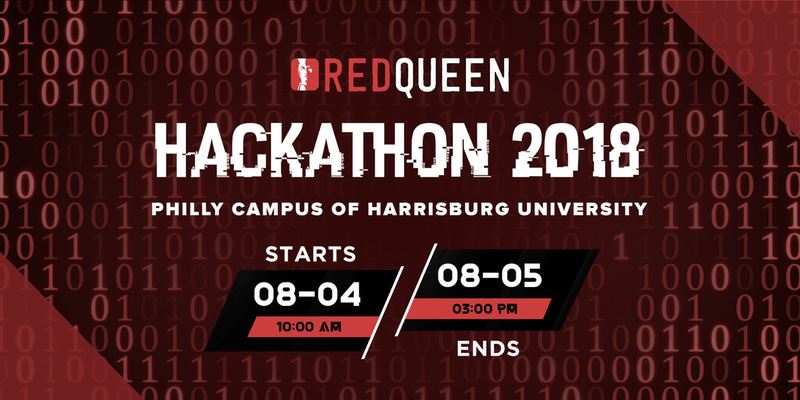 REDQUEEN
HACKATHON 2018
PHILLY CAMPUS OF HARRISBURG UNIVERSITY
STARTS
08-04
10:00 AM
08-05
03:00 PM
ENDS